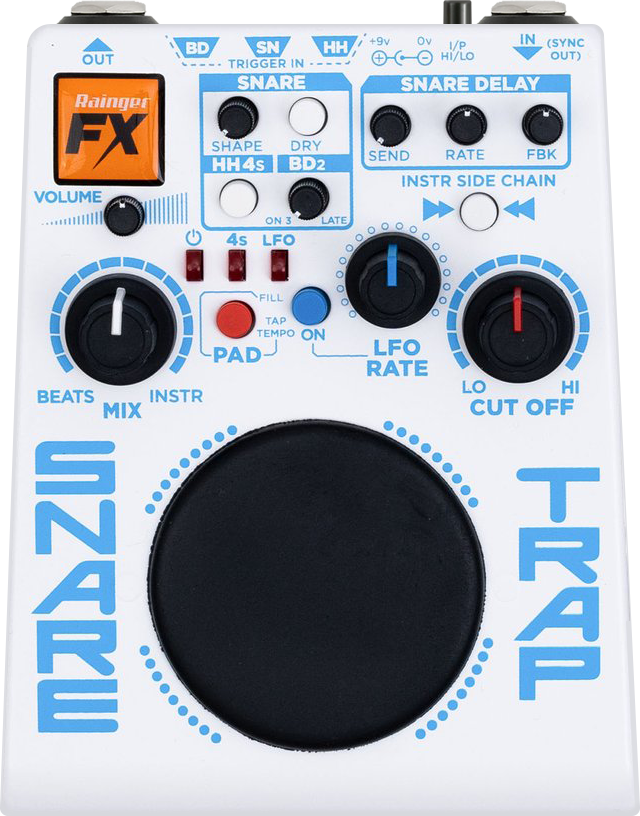 OUT
BD SN HH
TRIGGER IN
+9v 0v
I/P
HI/LO
IN (SYNC
OUT)
Rainger
FX
SNARE
SHAPE DRY
SNARE DELAY
SEND RATE FBK
HH4s BD2
ON 3 LATE
INSTR SIDE CHAIN
VOLUME
4s LFO
FILL
TAP
TEMPO
PAD
ON
LFO
RATE
BEATS INSTR
MIX
LO HI
CUT OFF
SNARE
TRAP